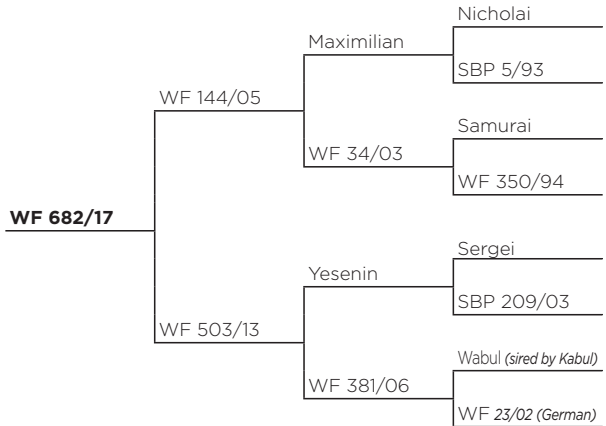 Nicholai
Maximilian
SBP 5/93
WF 144/05
Samurai
WF 34/03
WF 350/94
WF 682/17
Sergei
Yesenin
SBP 209/03
WF 503/13
Wabul (sired by Kabul)
WF 381/06
WF 23/02 (German)